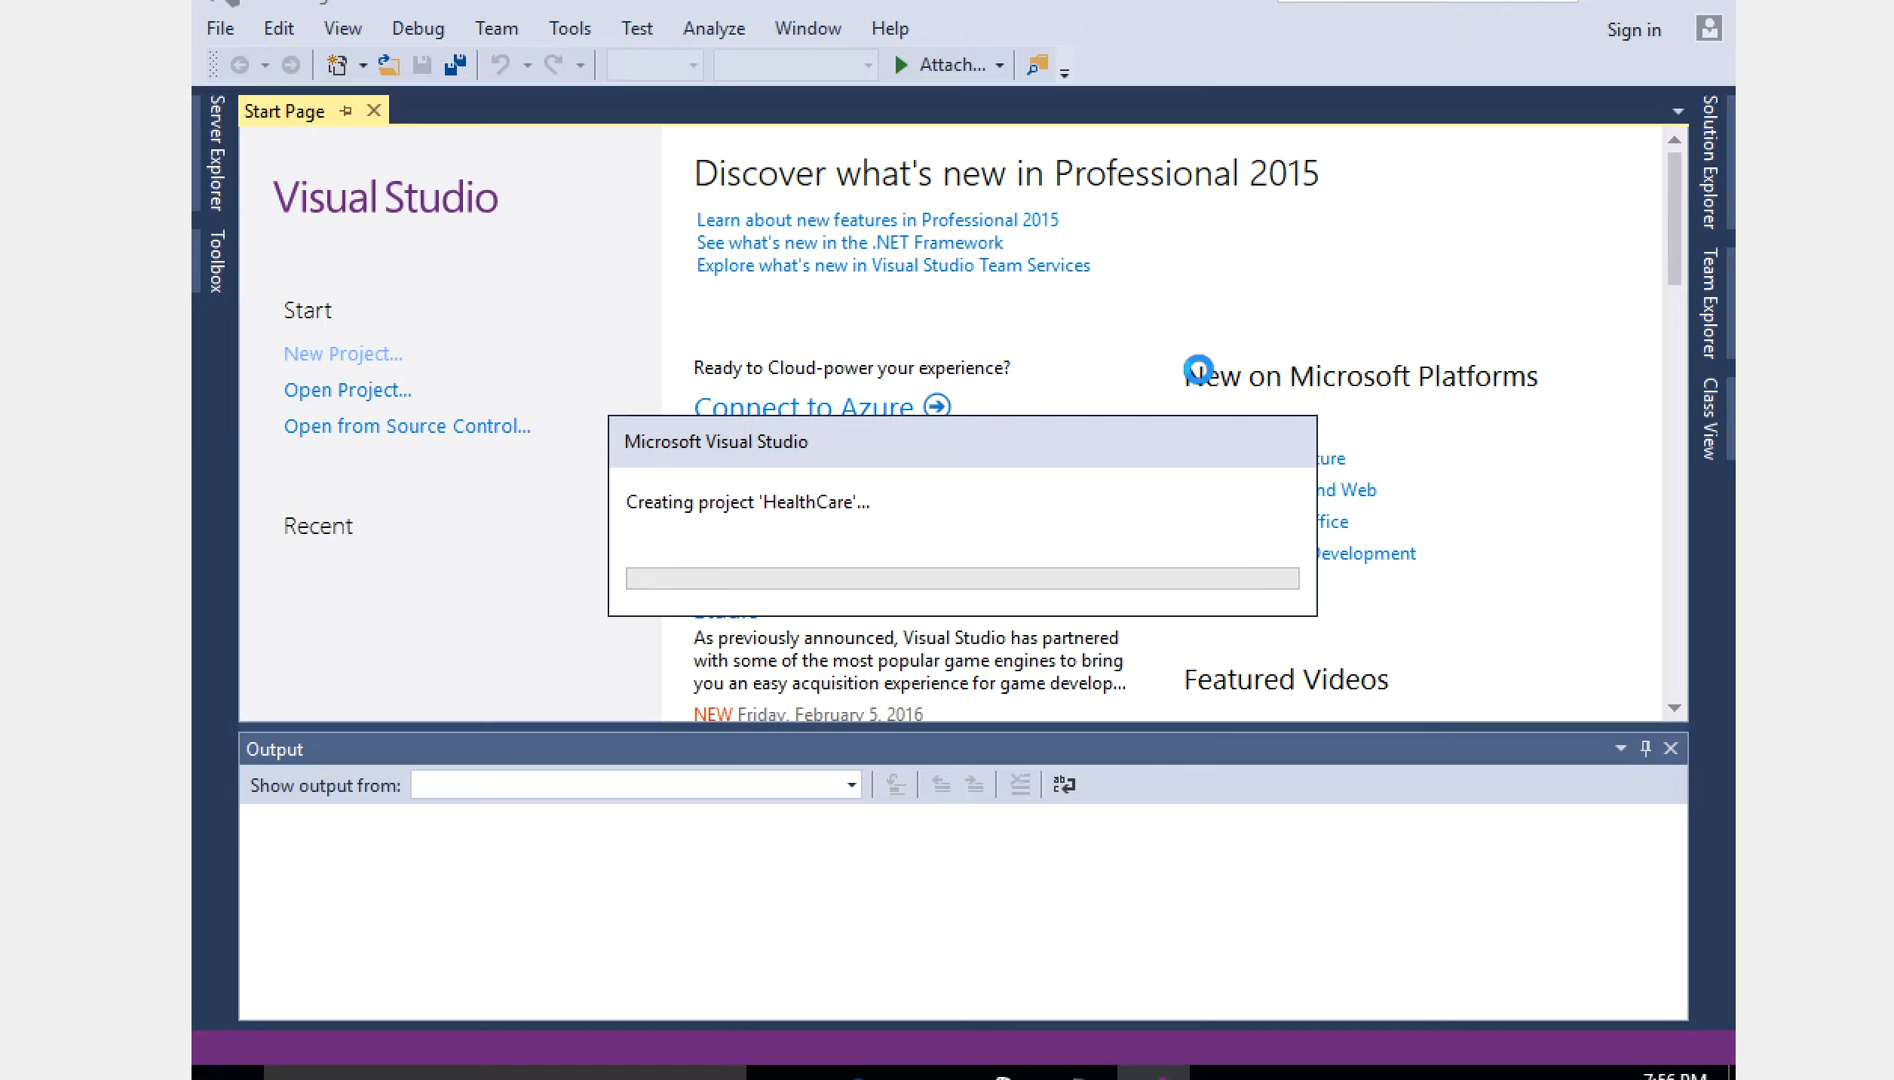 File Edit View Debug Team Tools Test Analyze Window Help
Sign in
Attach...
Start Page
Server Explorer
Toolbox
Solution Explorer
Team Explorer
Class View
Visual Studio
Start
New Project...
Open Project...
Open from Source Control...
Recent
Discover what's new in Professional 2015
Learn about new features in Professional 2015
See what's new in the .NET Framework
Explore what's new in Visual Studio Team Services
Ready to Cloud-power your experience?
Connect to Azure
New on Microsoft Platforms
Microsoft Visual Studio
Creating project 'HealthCare'...
Development
As previously announced, Visual Studio has partnered
with some of the most popular game engines to bring
you an easy acquisition experience for game develop...
NEW Friday, February 5, 2016
Featured Videos
Output
Show output from:
7:56 PM